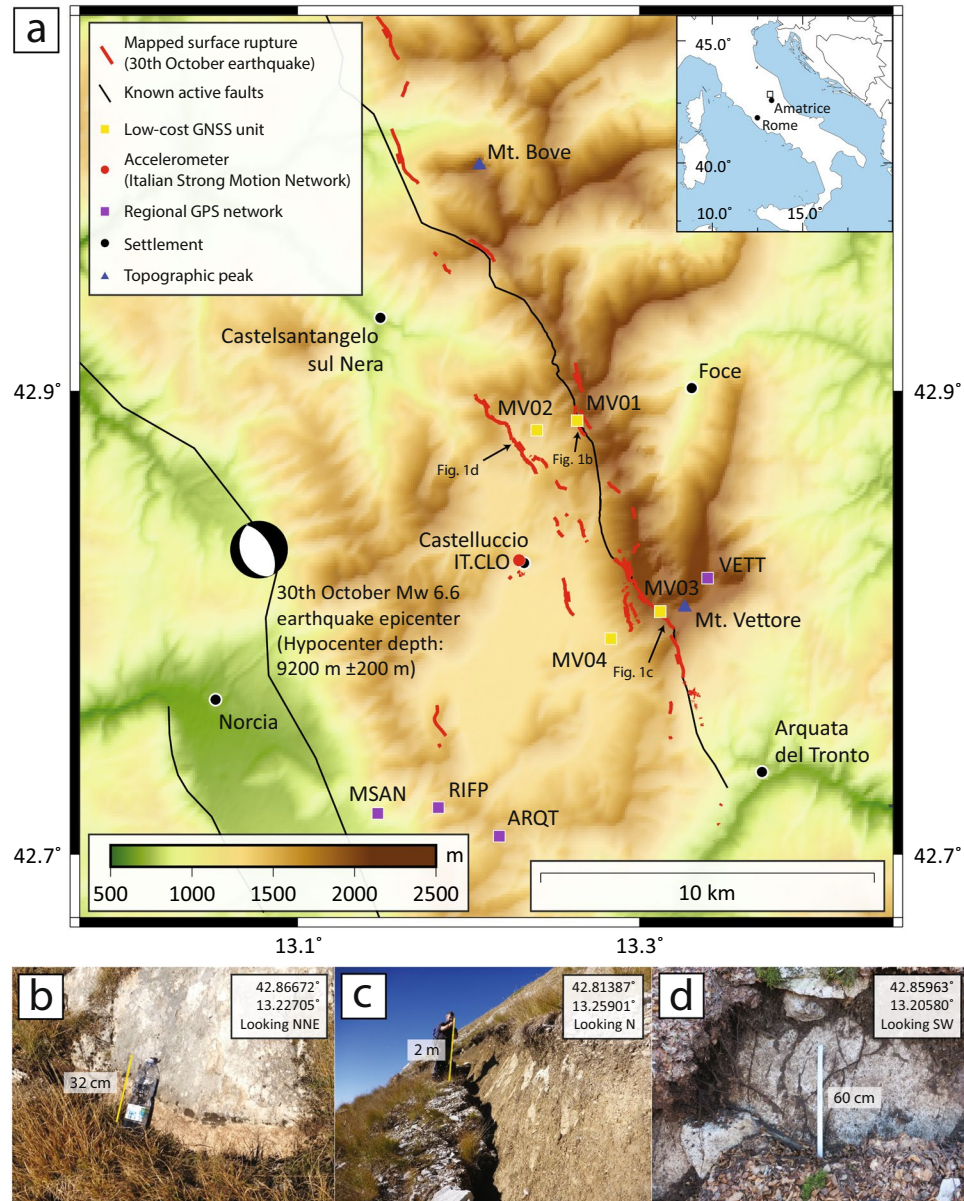 a
Mapped surface rupture
(30th October earthquake)
Known active faults
Low-cost GNSS unit
Accelerometer
(Italian Strong Motion Network)
Regional GPS network
Settlement
Topographic peak
45.0°
Amatrice
Rome
40.0°
10.0°
15.0°
Mt. Bove
Castelsantangelo
sul Nera
Foce
42.9°
42.9°
MV02
MV01
Fig. 1d
Fig. 1b
Castelluccio
IT.CLO
VETT
MV03
Mt. Vettore
30th October Mw 6.6
earthquake epicenter
(Hypocenter depth:
9200 m ±200 m)
MV04
Fig. 1c
Norcia
Arquata
del Tronto
MSAN
RIFP
ARQT
m
500
1000
1500
2000
2500
10 km
42.7°
42.7°
13.1°
13.3°
b
42.86672°
13.22705°
Looking NNE
32 cm
c
42.81387°
13.25901°
Looking N
2 m
d
42.85963°
13.20580°
Looking SW
60 cm